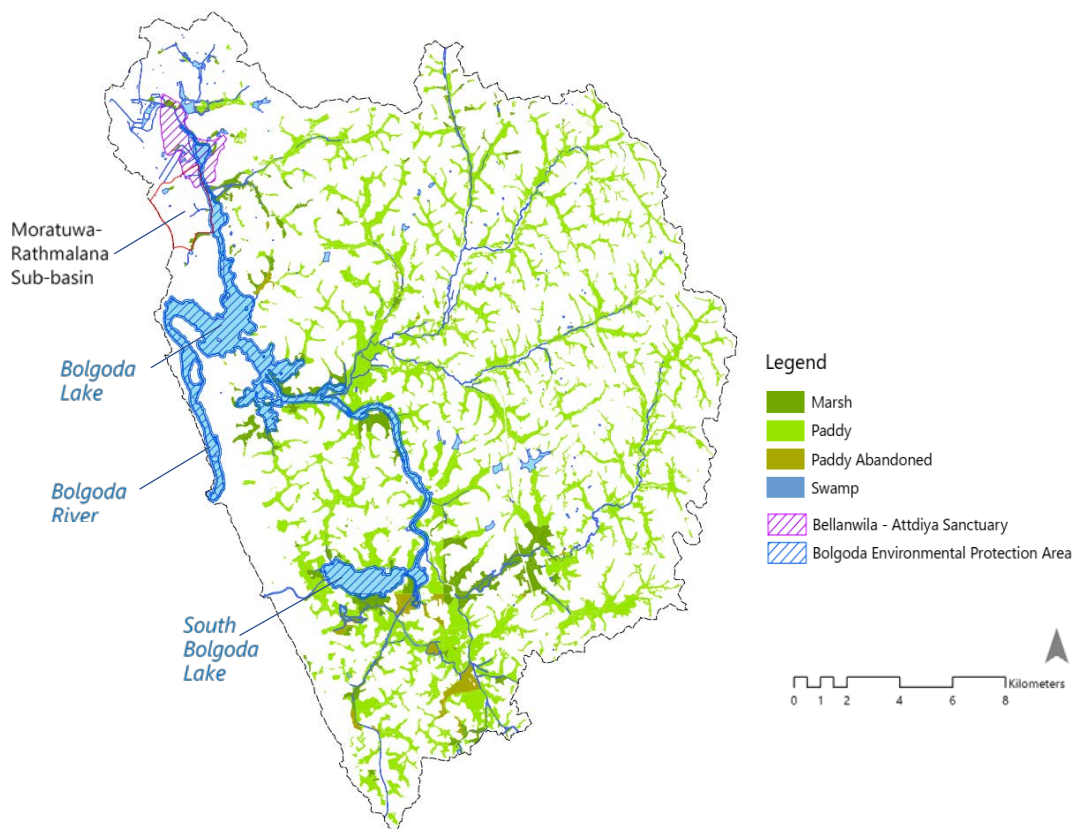 Moratuwa-
Rathmalana
Sub-basin
Bolgoda
Lake
Bolgoda
River
South
Bolgoda
Lake
Legend
Marsh
Paddy
Paddy Abandoned
Swamp
Bellanwila - Attdiya Sanctuary
Bolgoda Environmental Protection Area
Kilometers
0 1 2 4 6 8